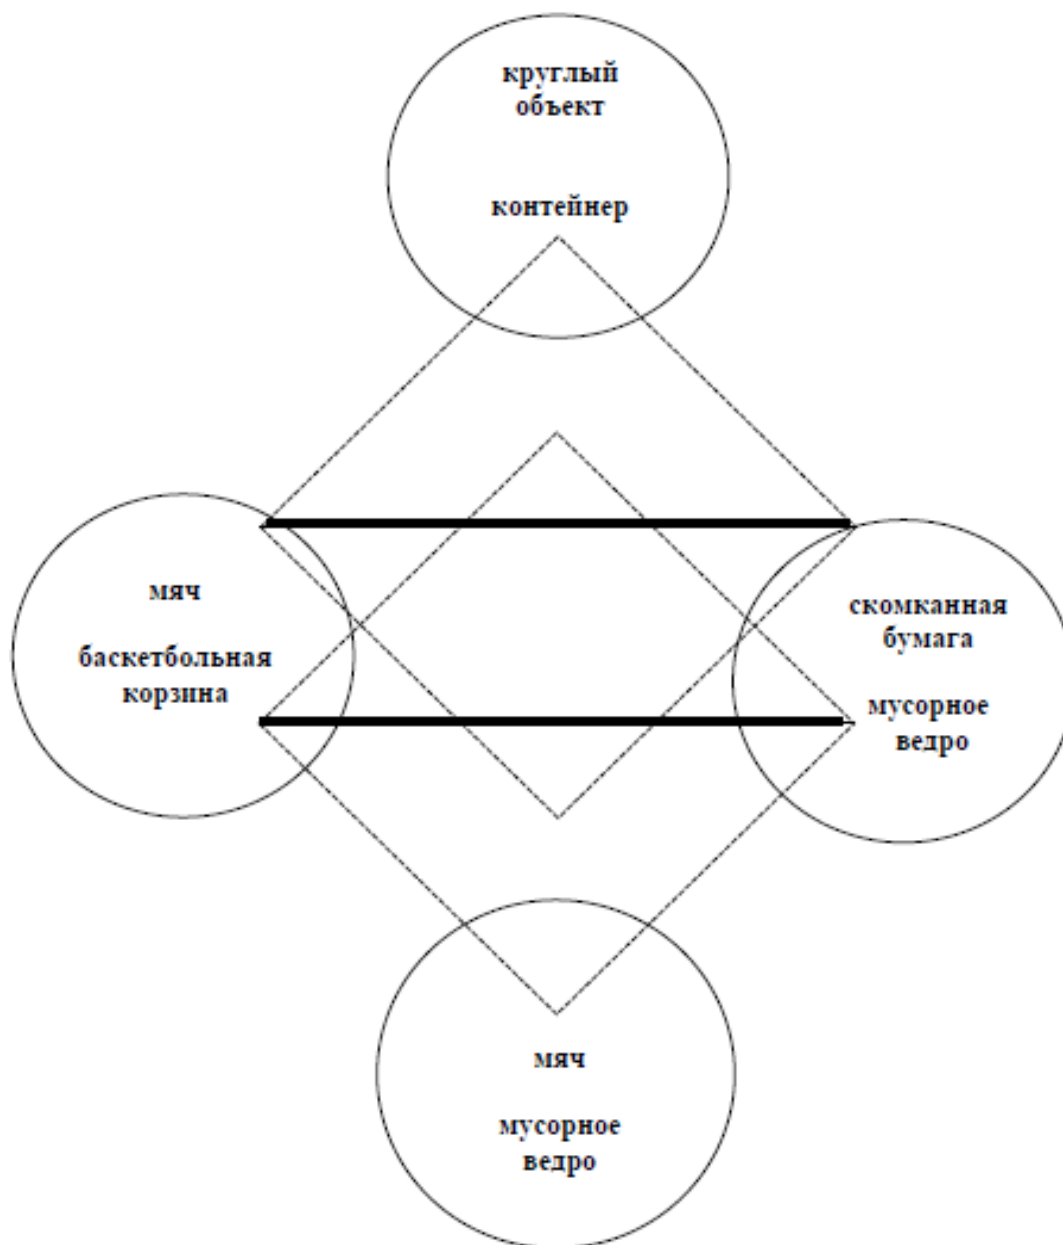 круглый
объект
контейнер
мяч
баскетбольная
корзина
скомканная
бумага
мусорное
ведро
мяч
мусорное
ведро